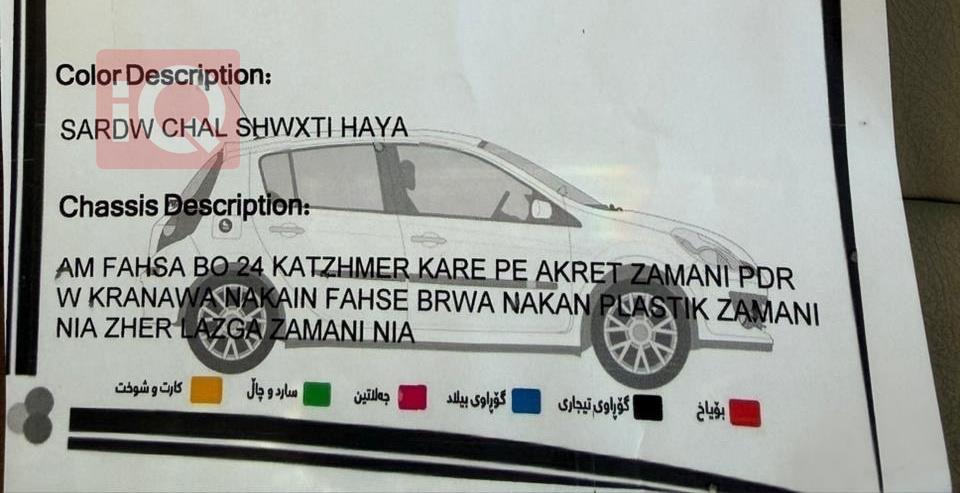 iQ
Color Description:
SARDW CHAL SHWXTI HAYA
Chassis Description:
AM FAHSA BO 24 KATZHMER KARE PE AKRET ZAMANI PDR
W KRANAWA NAKAIN FAHSE BRWA NAKAN PLASTIK ZAMANI
NIA ZHER LAZGA ZAMANI NIA
بۆیاخ گۆڕاوی تیجاری گۆڕاوی بیلاد جەلاتین سارد و چاڵ کارت و شوخت